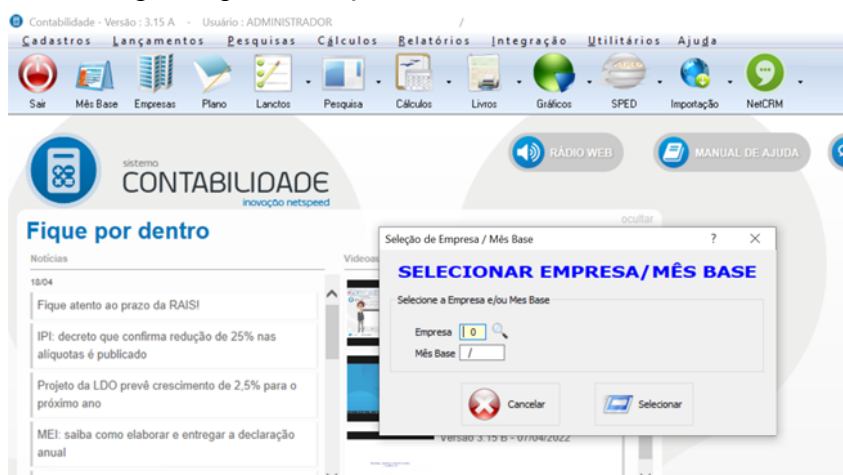 Contabilidade - Versão : 3.15 A - Usuário : ADMINISTRADOR /
Cadastros Lançamentos Pesquisas Cálculos Relatórios Integração Utilitários Ajuda
Sair Mês Base Empresas Plano Lanctos Pesquisa Cálculos Livros Gráficos SPED Importação NetCRM
RÁDIO WEB MANUAL DE AJUDA
sistema
CONTABILIDADE
inovação netspeed
ocultar
Fique por dentro
Notícias
18/04
Fique atento ao prazo da RAIS!
IPI: decreto que confirma redução de 25% nas
alíquotas é publicado
Projeto da LDO prevê crescimento de 2,5% para o
próximo ano
MEI: saiba como elaborar e entregar a declaração
anual
Seleção de Empresa / Mês Base ?
SELECIONAR EMPRESA/MÊS BASE
Selecione a Empresa e/ou Mes Base
Empresa 0
Mês Base /
Cancelar Selecionar
Versão 3.15 B - 07/04/2022